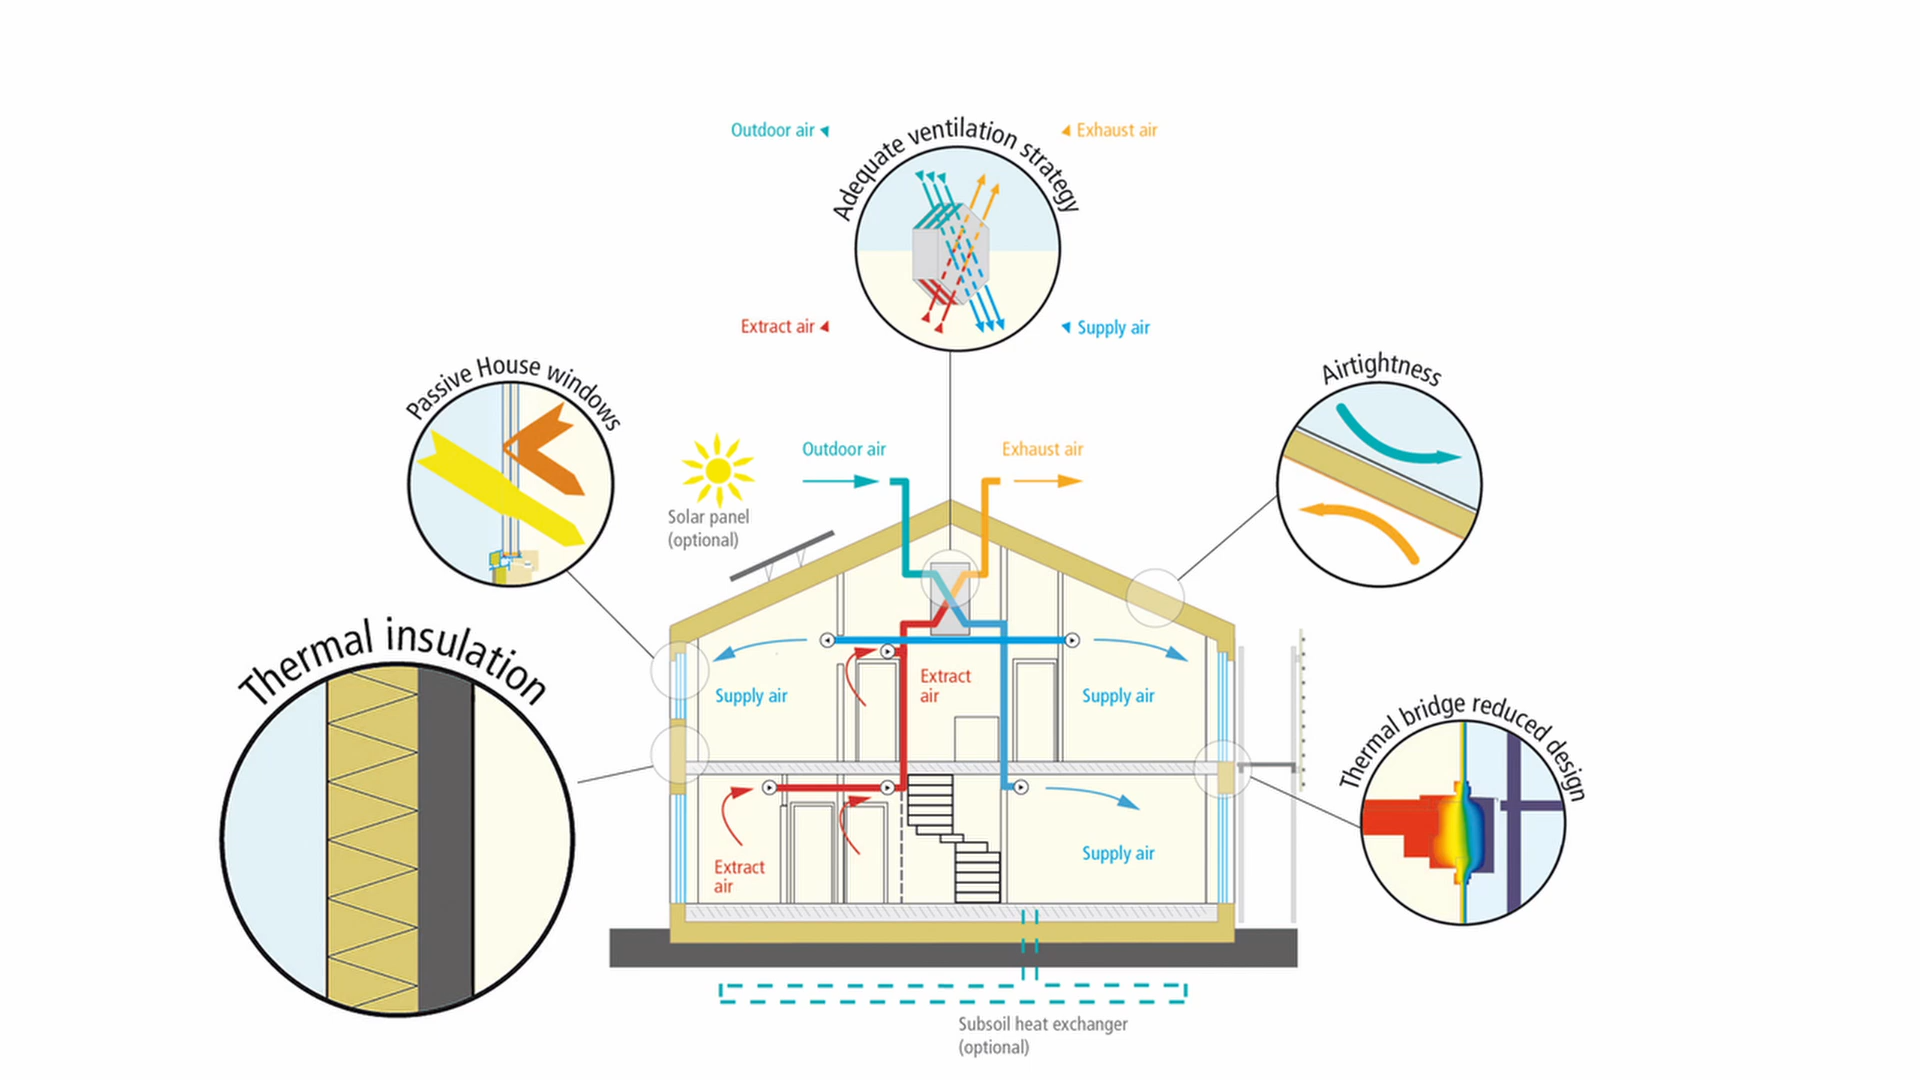 Outdoor air
Exhaust air
Adequate ventilation strategy
Extract air
Supply air
Passive House windows
Airtightness
Outdoor air
Exhaust air
Solar panel
(optional)
Thermal insulation
Extract
air
Supply air
Supply air
Thermal bridge reduced design
Extract
air
Supply air
Subsoil heat exchanger
(optional)